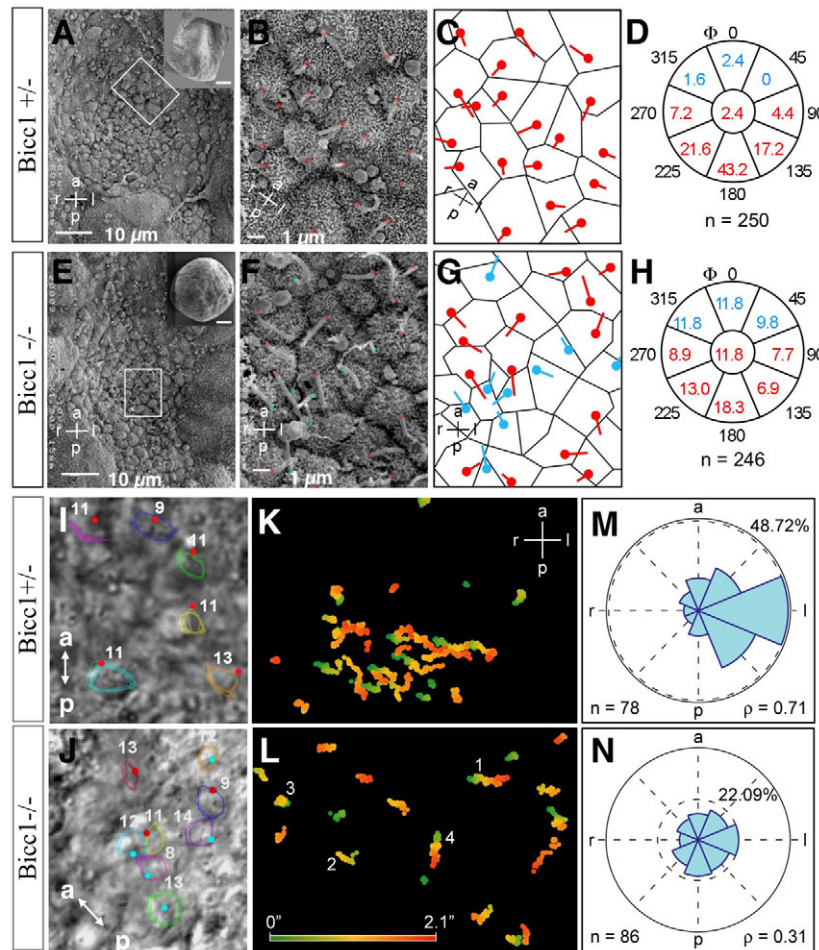 Bicc1 +/-
A
a
r l
p
10 µm
B
a
r l
p
1 µm
C
a
r l
p
D
Φ 0
315 45
2.4
1.6 0
270 7.2 2.4 4.4 90
21.6 17.2
43.2
225 135
180
n = 250
Bicc1 -/-
E
a
r l
p
10 µm
F
a
r l
p
1 µm
G
a
r l
p
H
Φ 0
315 45
11.8
11.8 9.8
270 8.9 11.8 7.7 90
13.0 6.9
18.3
225 135
180
n = 246
Bicc1+/-
I
11 9
11
11
11
13
a
p
K
a
r l
p
M
a
48.72%
r l
p
n = 78 ρ = 0.71
Bicc1-/-
J
12
13
9
12 11 14
8
13
a
p
L
1
3
4
2
0” 2.1”
N
a
22.09%
r l
p
n = 86 ρ = 0.31